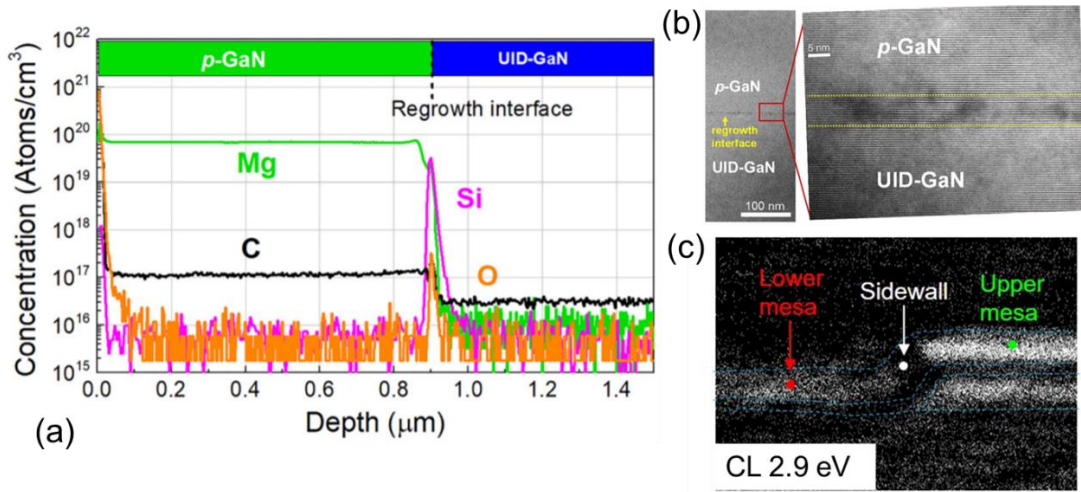 (a)
Concentration (Atoms/cm³)
10²²
10²¹
10²⁰
10¹⁹
10¹⁸
10¹⁷
10¹⁶
10¹⁵
p-GaN
UID-GaN
Regrowth interface
Mg
Si
C
O
0.0 0.2 0.4 0.6 0.8 1.0 1.2 1.4
Depth (μm)
(b)
p-GaN
regrowth
interface
UID-GaN
100 nm
5 nm
p-GaN
UID-GaN
(c)
Lower
mesa
Sidewall
Upper
mesa
CL 2.9 eV